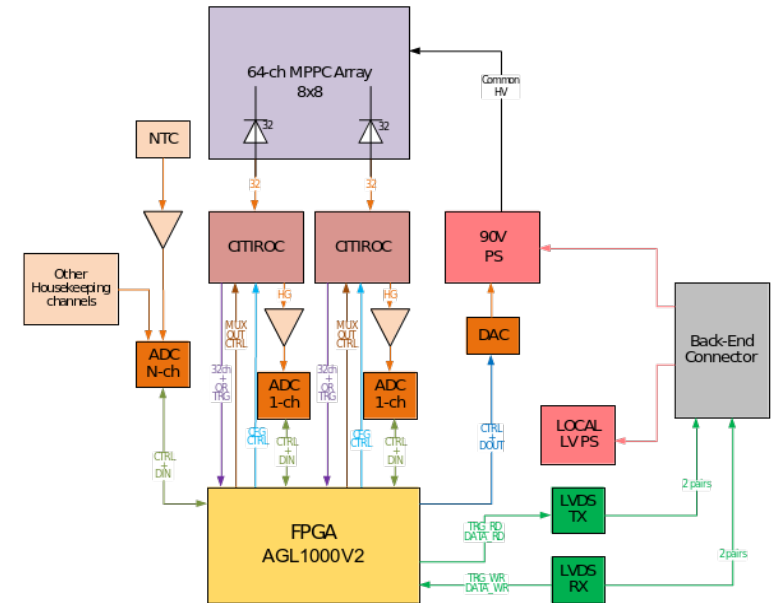 64-ch MPPC Array
8x8
32
32
Common
HV
NTC
32
32
CITIROC
CITIROC
90V
PS
Other
Housekeeping
channels
HG
HG
MUX
OUT
CTRL
MUX
OUT
CTRL
DAC
Back-End
Connector
ADC
N-ch
32ch
+
OR
TRG
32ch
+
OR
TRG
ADC
1-ch
ADC
1-ch
CFG
CTRL
CFG
CTRL
CTRL
+
DIN
CTRL
+
DIN
CTRL
+
DIN
CTRL
+
DOUT
LOCAL
LV PS
2 pairs
FPGA
AGL1000V2
LVDS
TX
TRG_RD
DATA_RD
2pairs
LVDS
RX
TRG_WR
DATA_WR